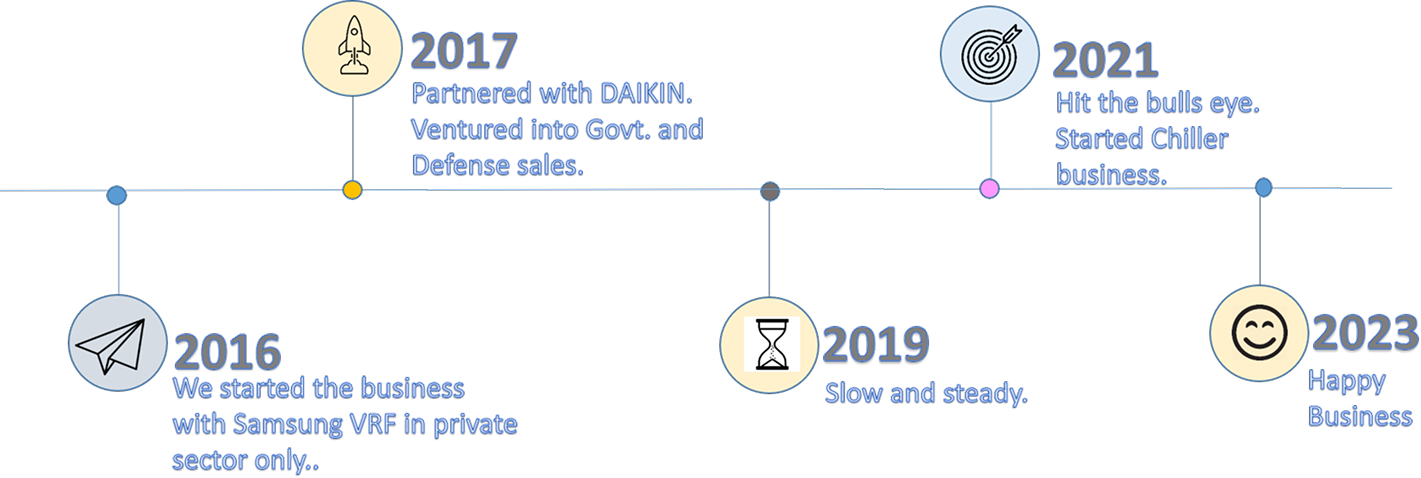 2017
Partnered with DAIKIN.
Ventured into Govt. and
Defense sales.
2021
Hit the bulls eye.
Started Chiller
business.
2016
We started the business
with Samsung VRF in private
sector only..
2019
Slow and steady.
2023
Happy
Business